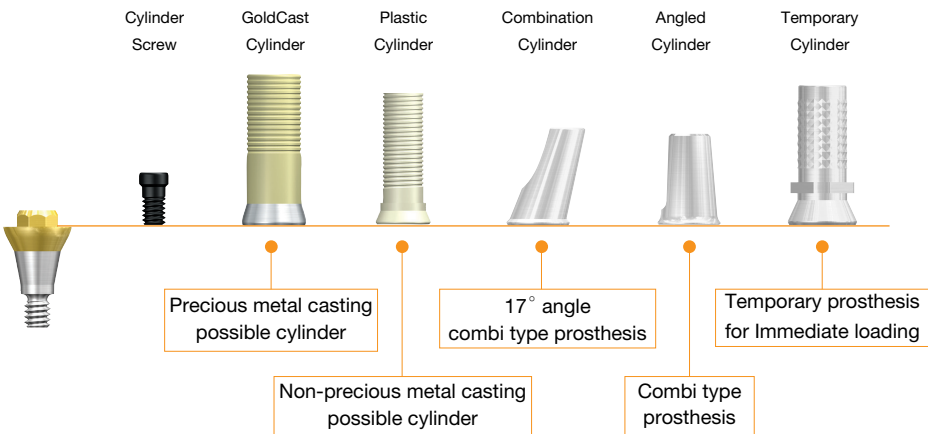 Cylinder
Screw
GoldCast
Cylinder
Plastic
Cylinder
Combination
Cylinder
Angled
Cylinder
Temporary
Cylinder
Precious metal casting
possible cylinder
17° angle
combi type prosthesis
Temporary prosthesis
for Immediate loading
Non-precious metal casting
possible cylinder
Combi type
prosthesis